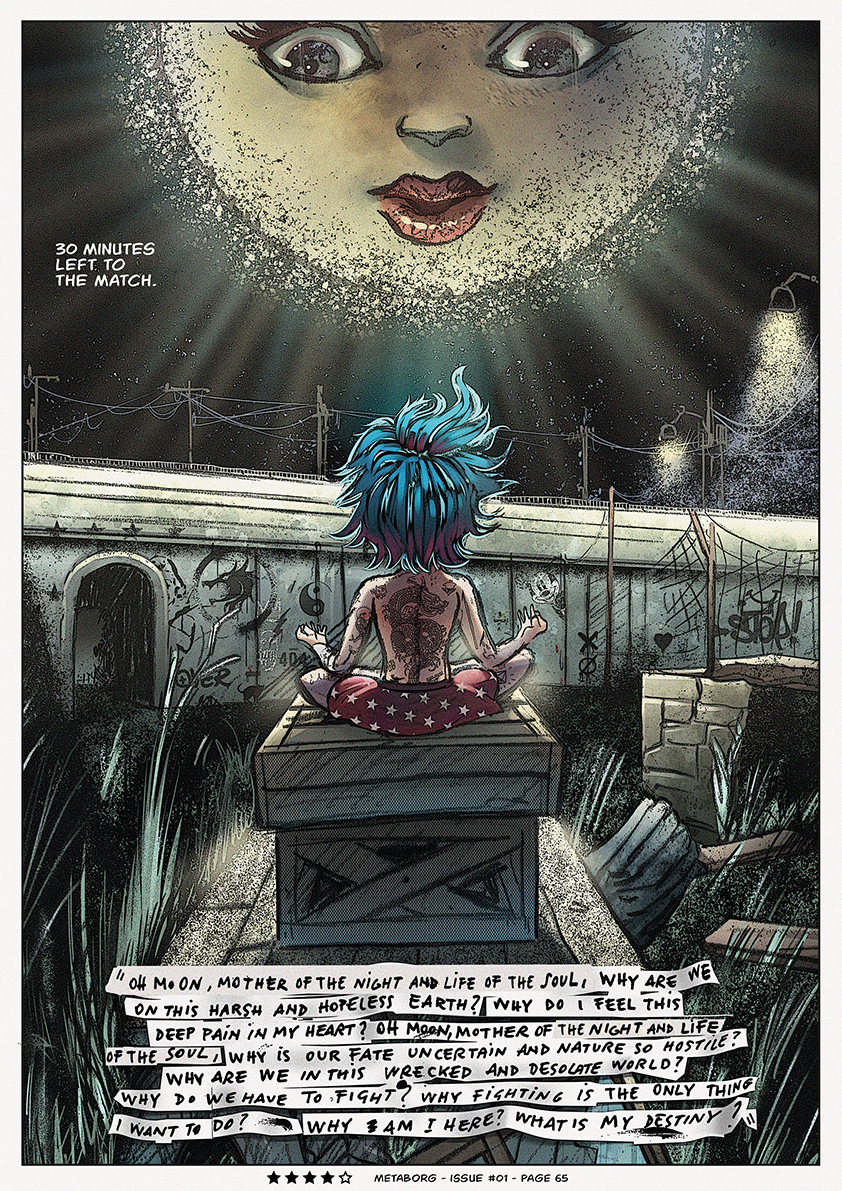 30 MINUTES
LEFT TO
THE MATCH.
404
STOP!
"OH MOON, MOTHER OF THE NIGHT AND LIFE OF THE SOUL, WHY ARE WE
ON THIS HARSH AND HOPELESS EARTH? WHY DO I FEEL THIS
DEEP PAIN IN MY HEART? OH MOON, MOTHER OF THE NIGHT AND LIFE
OF THE SOUL, WHY IS OUR FATE UNCERTAIN AND NATURE SO HOSTILE?
WHY ARE WE IN THIS WRECKED AND DESOLATE WORLD?
WHY DO WE HAVE TO FIGHT? WHY FIGHTING IS THE ONLY THING
I WANT TO DO? WHY AM I HERE? WHAT IS MY DESTINY?"
METABORG - ISSUE #01 - PAGE 65